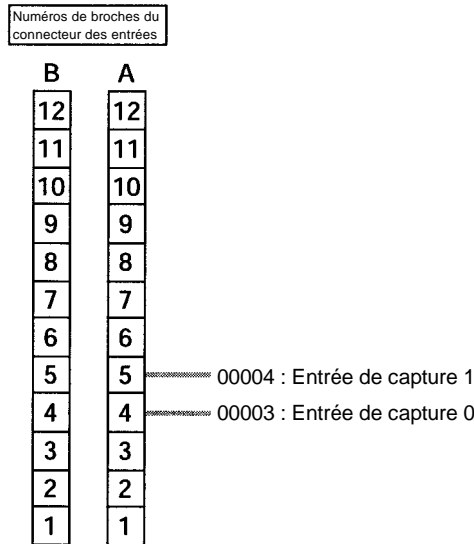 Numéros de broches du
connecteur des entrées
B A
12 12
11 11
10 10
9 9
8 8
7 7
6 6
5 5 00004 : Entrée de capture 1
4 4 00003 : Entrée de capture 0
3 3
2 2
1 1